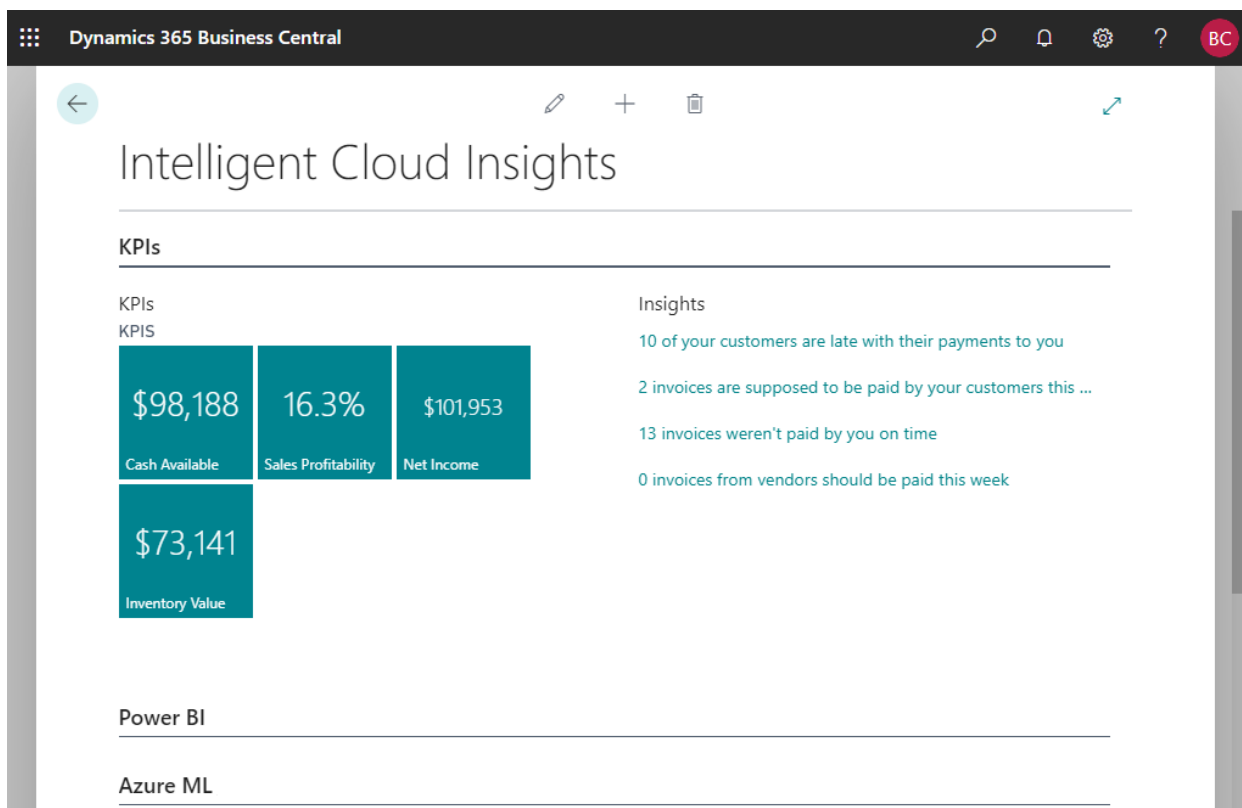 Dynamics 365 Business Central
?
BC
Intelligent Cloud Insights
KPIs
KPIs
KPIS
$98,188
Cash Available
16.3%
Sales Profitability
$101,953
Net Income
$73,141
Inventory Value
Insights
10 of your customers are late with their payments to you
2 invoices are supposed to be paid by your customers this ...
13 invoices weren't paid by you on time
0 invoices from vendors should be paid this week
Power BI
Azure ML